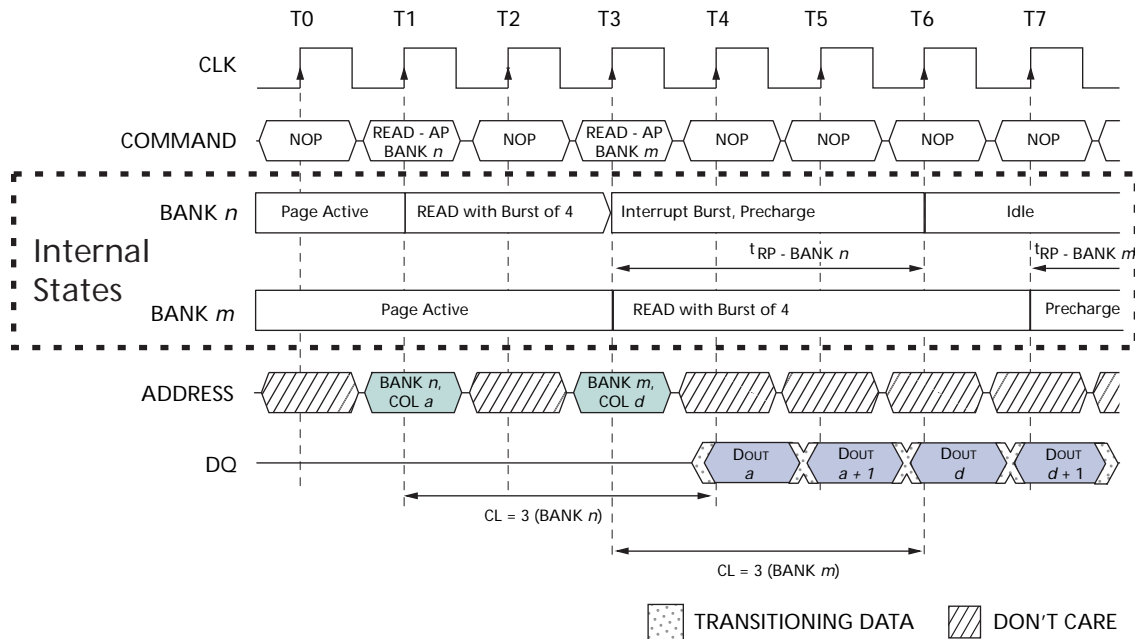 T0 T1 T2 T3 T4 T5 T6 T7
CLK
COMMAND NOP READ - AP BANK n NOP READ - AP BANK m NOP NOP NOP NOP
BANK n Page Active READ with Burst of 4 Interrupt Burst, Precharge Idle
Internal States
tRP - BANK n tRP - BANK m
BANK m Page Active READ with Burst of 4 Precharge
ADDRESS BANK n, COL a BANK m, COL d
DQ DOUT a DOUT a + 1 DOUT d DOUT d + 1
CL = 3 (BANK n)
CL = 3 (BANK m)
TRANSITIONING DATA DON'T CARE